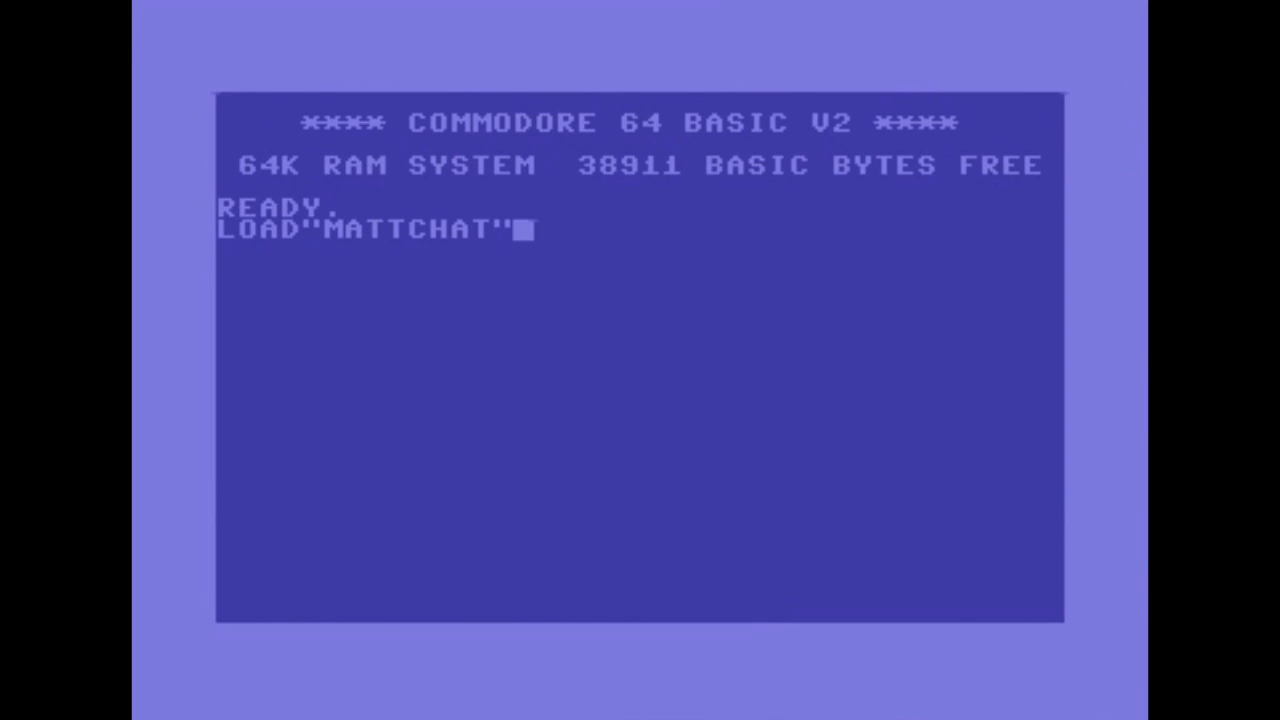 **** COMMODORE 64 BASIC V2 ****
64K RAM SYSTEM  38911 BASIC BYTES FREE
READY.
LOAD"MATTCHAT"